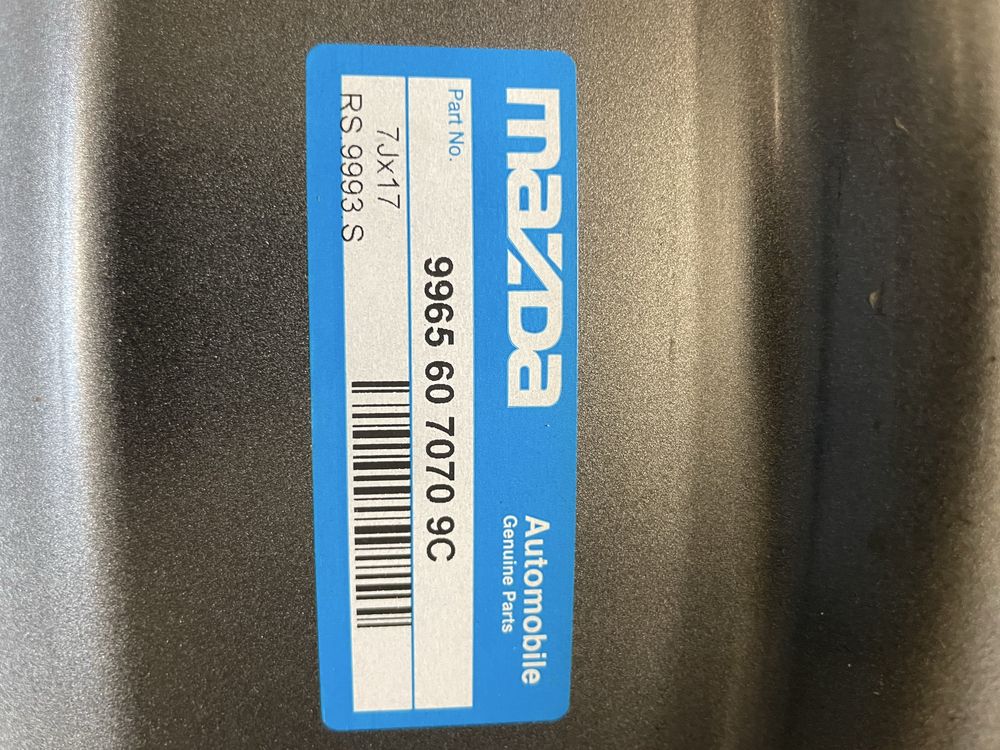 mazda
Automobile
Genuine Parts
Part No.
9965 60 7070 9C
7Jx17
RS 9993.S